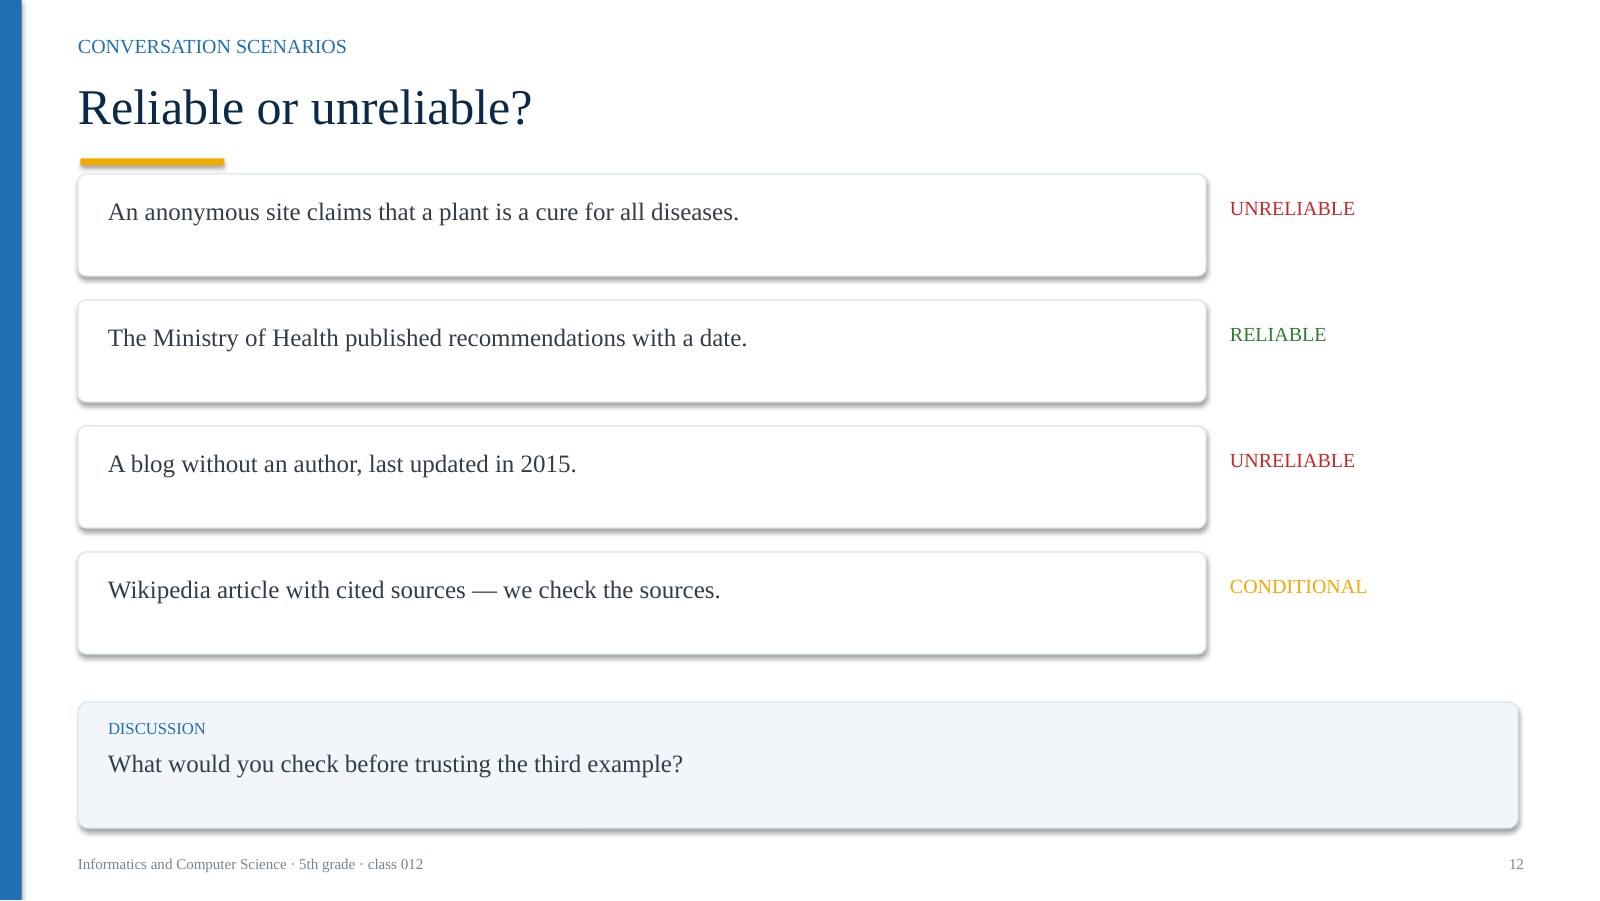 CONVERSATION SCENARIOS
Reliable or unreliable?
An anonymous site claims that a plant is a cure for all diseases.
UNRELIABLE
The Ministry of Health published recommendations with a date.
RELIABLE
A blog without an author, last updated in 2015.
UNRELIABLE
Wikipedia article with cited sources — we check the sources.
CONDITIONAL
DISCUSSION
What would you check before trusting the third example?
Informatics and Computer Science · 5th grade · class 012
12